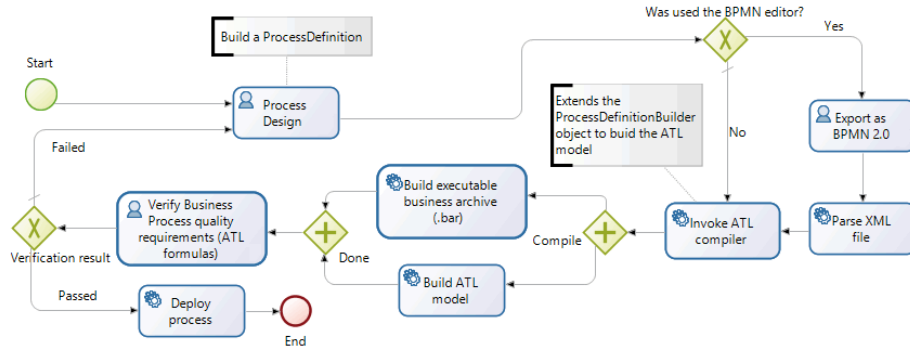 Was used the BPMN editor?
Build a ProcessDefinition
Yes
Start
Process
Design
Extends the
ProcessDefinitionBuilder
object to buid the ATL
model
No
Export as
BPMN 2.0
Failed
Build executable
business archive
(.bar)
Verify Business
Process quality
requirements (ATL
formulas)
Compile
Invoke ATL
compiler
Parse XML
file
Verification result
Done
Build ATL
model
Passed
Deploy
process
End